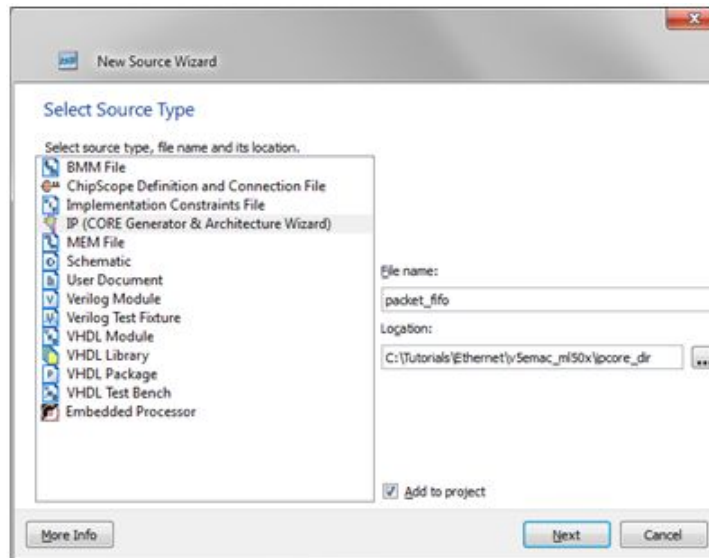 New Source Wizard
Select Source Type
Select source type, file name and its location.
BMM File
ChipScope Definition and Connection File
Implementation Constraints File
IP (CORE Generator & Architecture Wizard)
MEM File
Schematic
User Document
Verilog Module
Verilog Test Fixture
VHDL Module
VHDL Library
VHDL Package
VHDL Test Bench
Embedded Processor
File name:
packet_fifo
Location:
C:\Tutorials\Ethernet\v5emac_ml50x\ipcore_dir
...
Add to project
More Info
Next
Cancel